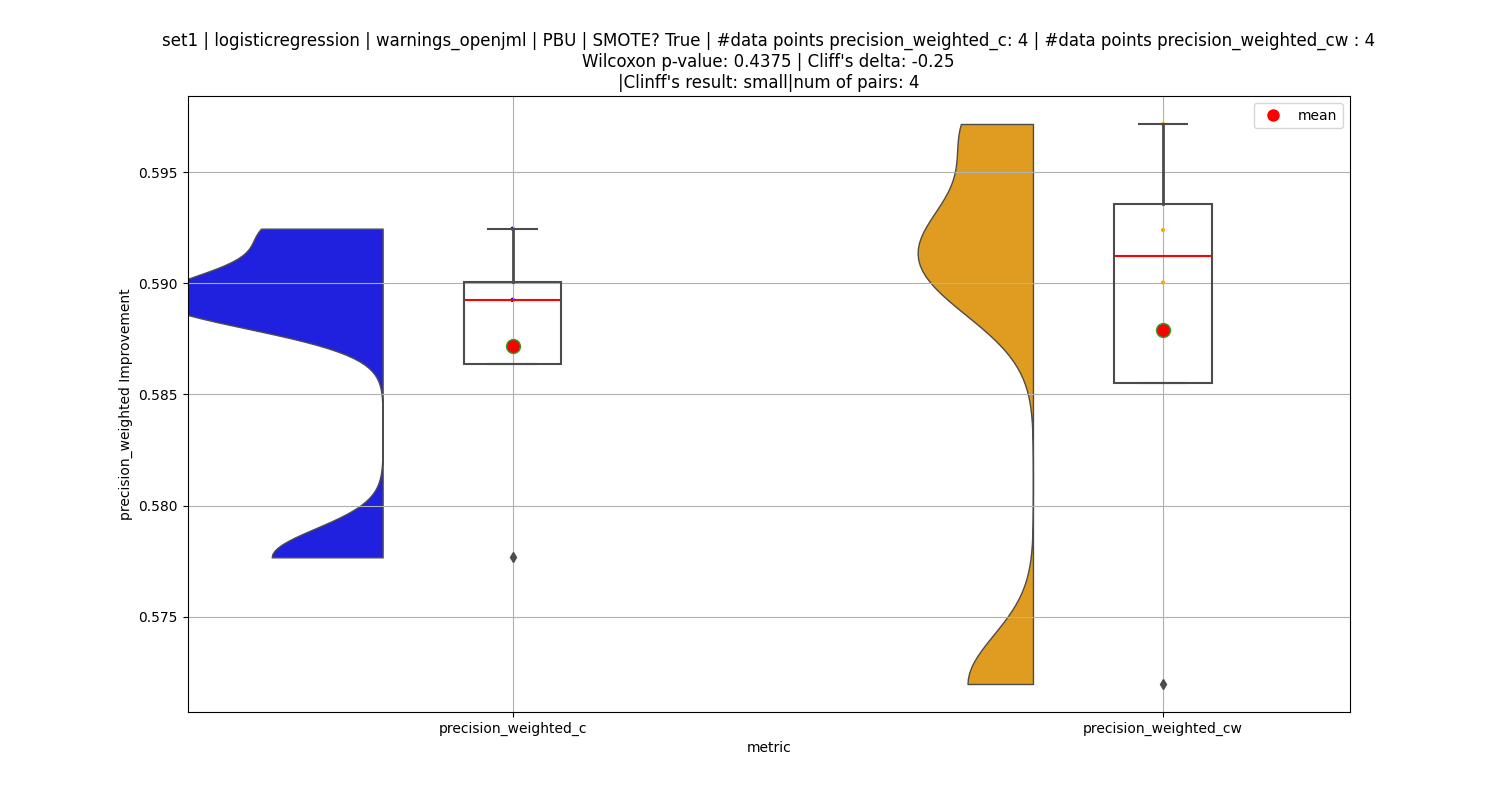 set1 | logisticregression | warnings_openjml | PBU | SMOTE? True | #data points precision_weighted_c: 4 | #data points precision_weighted_cw : 4
Wilcoxon p-value: 0.4375 | Cliff's delta: -0.25
|Clinff's result: small|num of pairs: 4
mean
0.595
0.590
0.585
0.580
0.575
precision_weighted Improvement
precision_weighted_c
precision_weighted_cw
metric